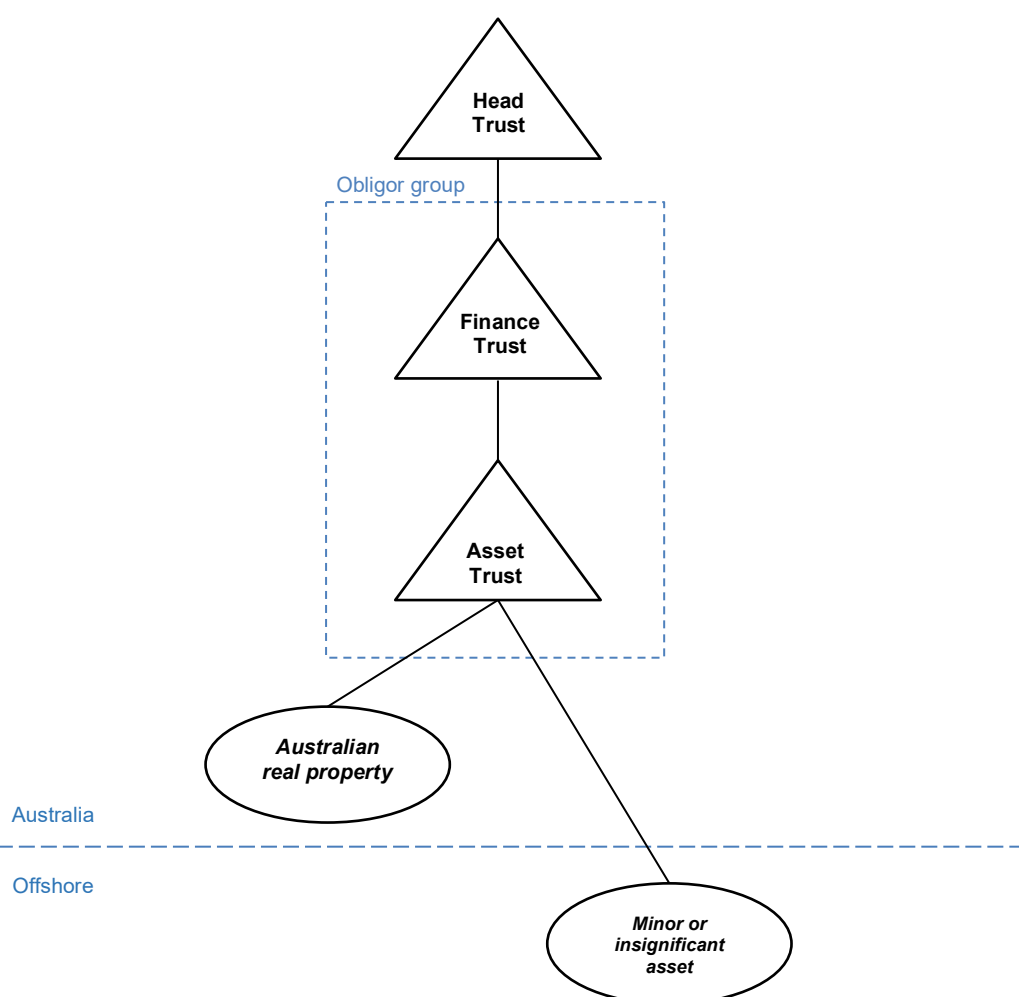 Head
Trust
Obligor group
Finance
Trust
Asset
Trust
Australian
real property
Australia
Offshore
Minor or
insignificant
asset